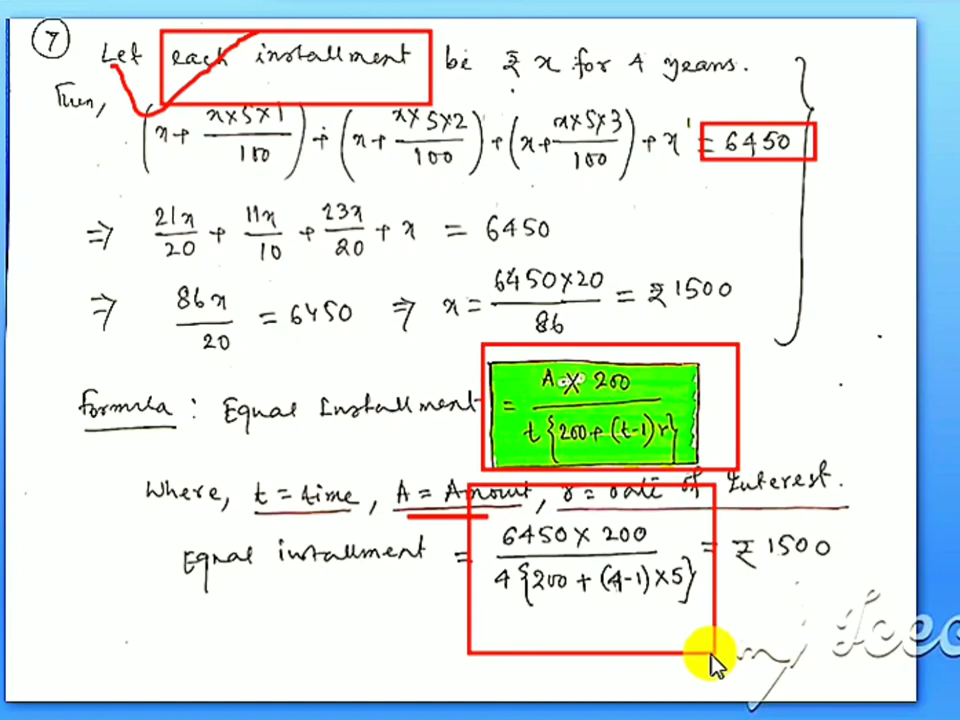 7 Let each installment be ₹ x for 4 years.
Then, (x + x×5×1/100) + (x + x×5×2/100) + (x + x×5×3/100) + x = 6450
⇒ 21x/20 + 11x/10 + 23x/20 + x = 6450
⇒ 86x/20 = 6450 ⇒ x = 6450×20/86 = ₹1500
Formula : Equal Installment = A × 200 / t{200+(t-1)r}
Where, t = time, A = Amount, r = rate of Interest.
Equal installment = 6450 × 200 / 4{200 + (4-1)×5} = ₹1500